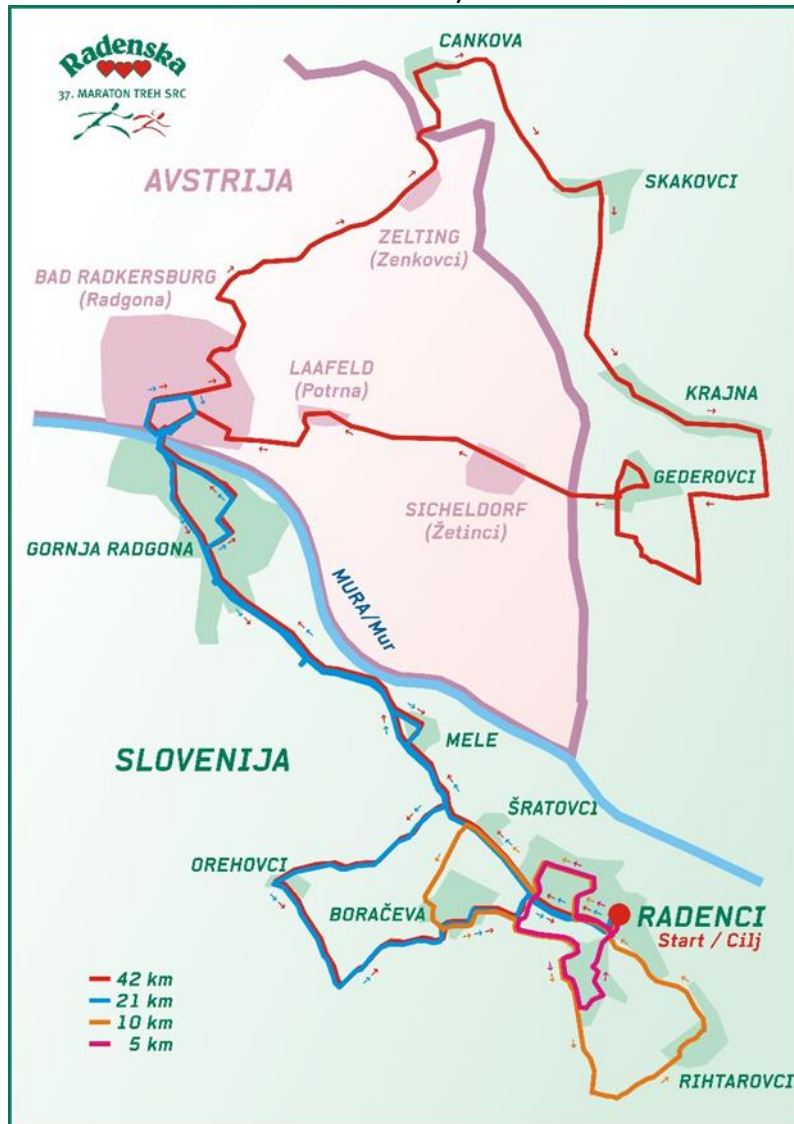 Radenska
37. MARATON TREH SRC
CANKOVA
AVSTRIJA
SKAKOVCI
ZELTING
(Zenkovci)
BAD RADKERSBURG
(Radgona)
LAAFELD
(Potrna)
KRAJNA
GEDEROVCI
SICHELDORF
(Žetinci)
GORNJA RADGONA
MURA/Mur
MELE
SLOVENIJA
ŠRATOVCI
OREHOVCI
BORAČEVA
RADENCI
Start / Cilj
42 km
21 km
10 km
5 km
RIHTAROVCI